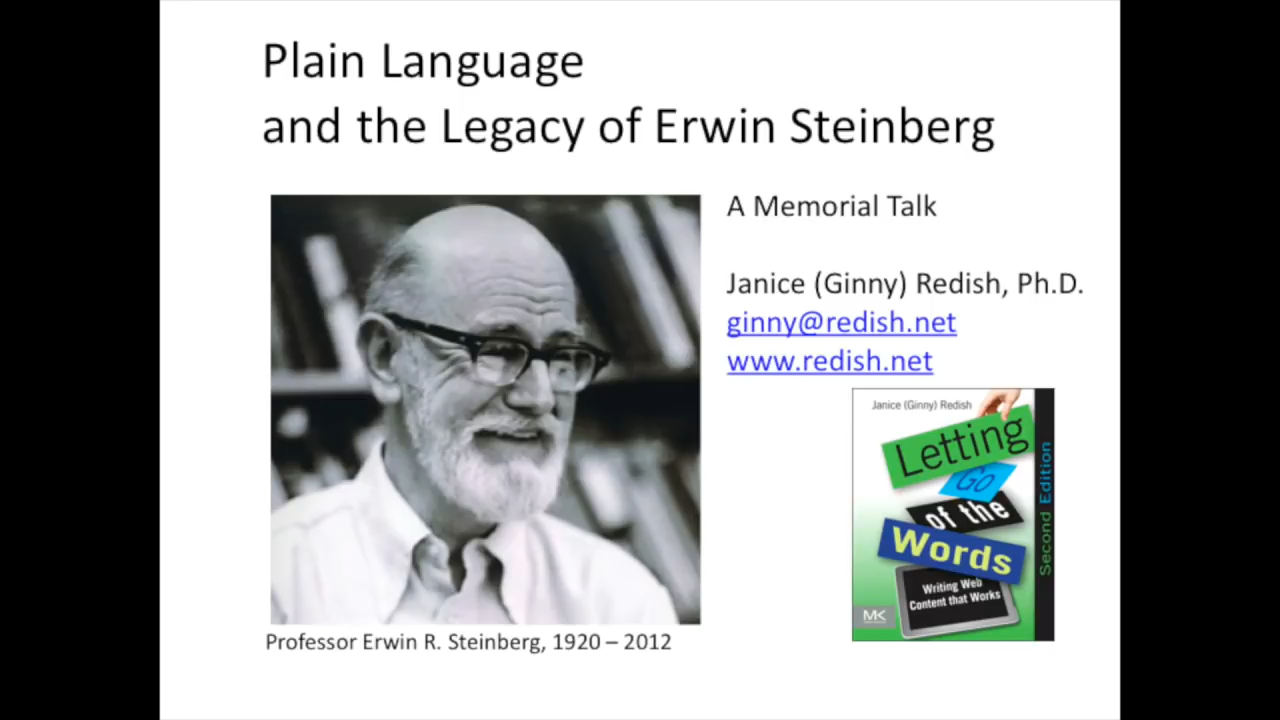 Plain Language
and the Legacy of Erwin Steinberg
A Memorial Talk
Janice (Ginny) Redish, Ph.D.
ginny@redish.net
www.redish.net
Janice (Ginny) Redish
Letting
Go
of the
Words
Second Edition
Writing Web
Content that Works
MK
Professor Erwin R. Steinberg, 1920 – 2012